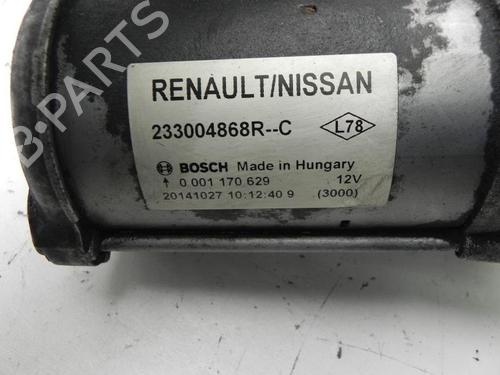 RENAULT/NISSAN
233004868R--C L78
BOSCH Made in Hungary
0 001 170 629 12V
20141027 10:12:40 9 (3000)
B-PARTS